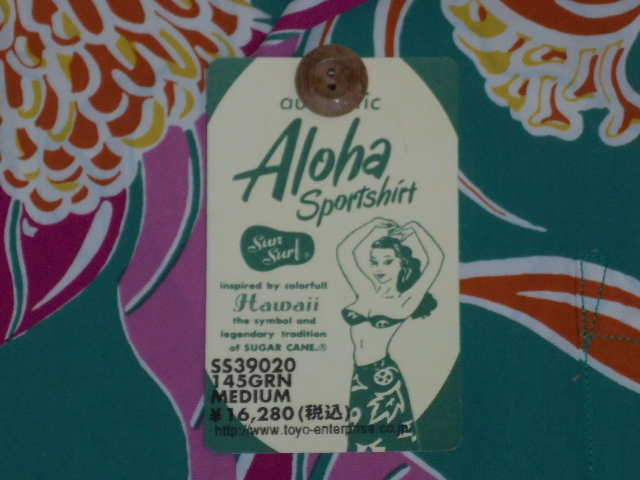 Aloha
Sportshirt
Sun
Surf®
inspired by colorfull
Hawaii
the symbol and
legendary tradition
of SUGAR CANE.®
SS39020
145GRN
MEDIUM
¥16,280(税込)
http://www.toyo-enterprise.co.jp/